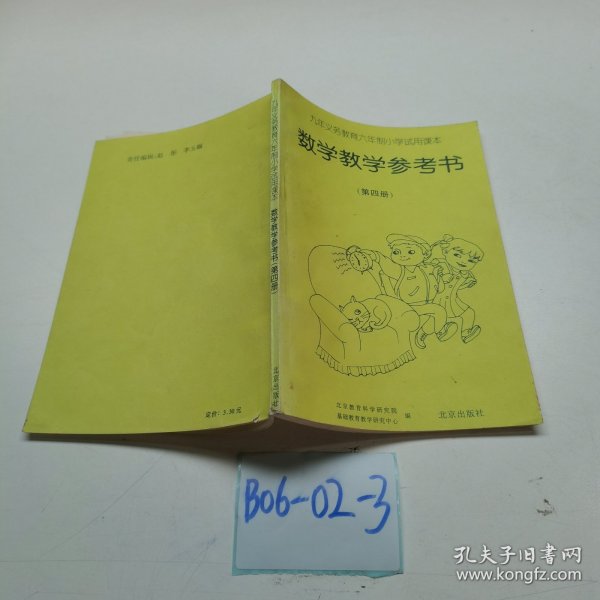 九年义务教育六年制小学试用课本
数学教学参考书
(第四册)
北京教育科学研究院
基础教育教学研究中心 编
北京出版社
九年义务教育六年制小学试用课本 数学教学参考书(第四册) 北京出版社
责任编辑:彭
定价:3.30元
B06-02-3
孔夫子旧书网
www.kongfz.com